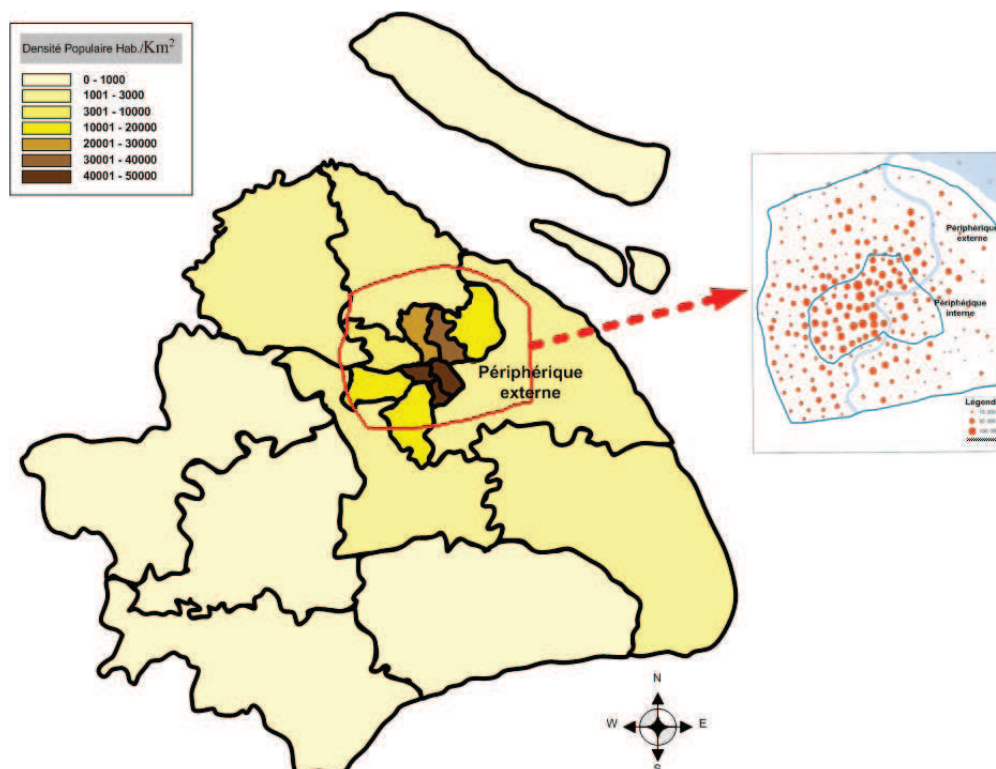 Densité Populaire Hab./Km²
0 - 1000
1001 - 3000
3001 - 10000
10001 - 20000
20001 - 30000
30001 - 40000
40001 - 50000
Périphérique
externe
Périphérique
externe
Périphérique
interne
Légend
N
W
E
S